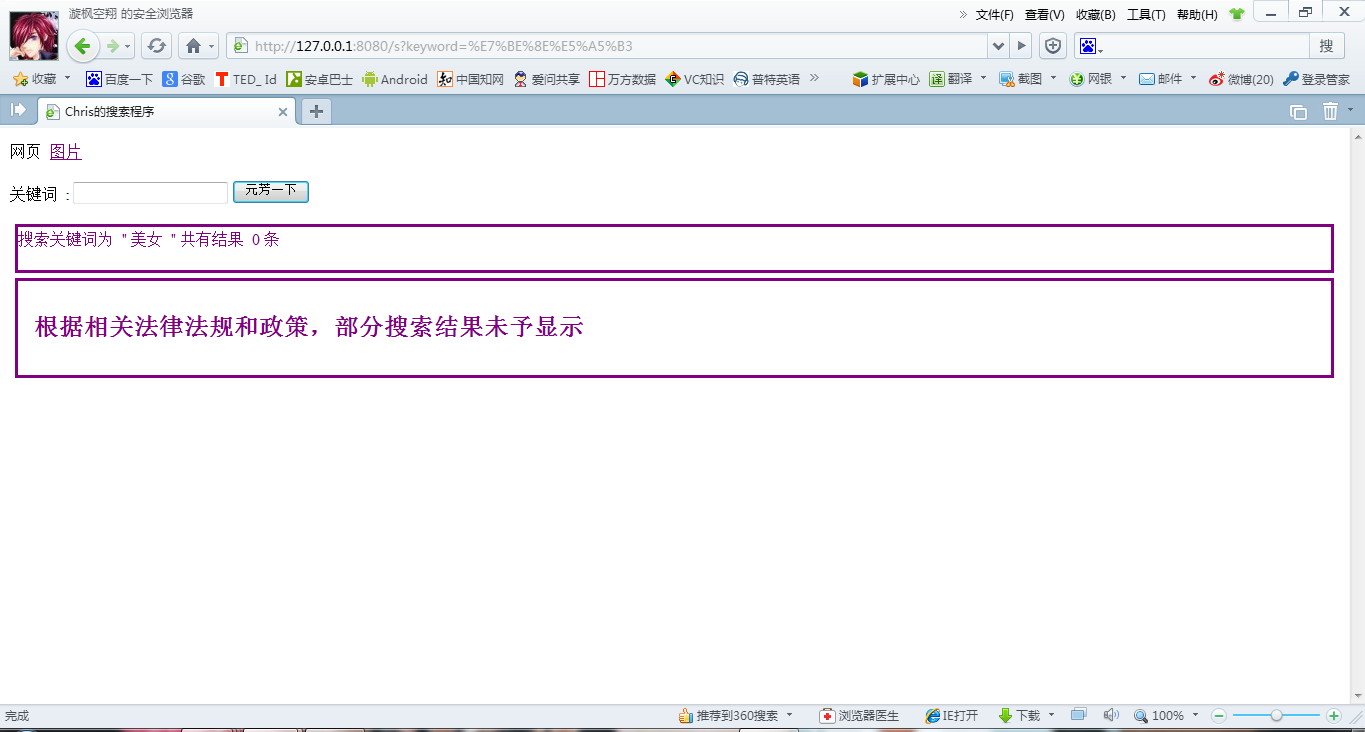 漩枫空翔 的安全浏览器
» 文件(F) 查看(V) 收藏(B) 工具(T) 帮助(H)
http://127.0.0.1:8080/s?keyword=%E7%BE%8E%E5%A5%B3 搜
收藏 百度一下 谷歌 TED_ Id 安卓巴士 Android 中国知网 爱问共享 万方数据 VC知识 普特英语 » 扩展中心 翻译 截图 网银 邮件 微博(20) 登录管家
Chris的搜索程序
网页 图片
关键词 : 元芳一下
搜索关键词为 " 美女 " 共有结果 0 条
根据相关法律法规和政策，部分搜索结果未予显示
完成 推荐到360搜索 浏览器医生 IE打开 下载 100%